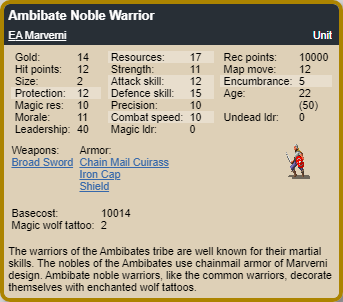 Ambibate Noble Warrior
EA Marverni Unit
Gold: 14 Resources: 17 Rec points: 10000
Hit points: 12 Strength: 11 Map move: 12
Size: 2 Attack skill: 12 Encumbrance: 5
Protection: 12 Defence skill: 15 Age: 22
Magic res: 10 Precision: 10 (50)
Morale: 11 Combat speed: 10 Undead ldr: 0
Leadership: 40 Magic ldr: 0
Weapons: Armor:
Broad Sword Chain Mail Cuirass
Iron Cap
Shield
Basecost: 10014
Magic wolf tattoo: 2
The warriors of the Ambibates tribe are well known for their martial
skills. The nobles of the Ambibates use chainmail armor of Marverni
design. Ambibate noble warriors, like the common warriors, decorate
themselves with enchanted wolf tattoos.